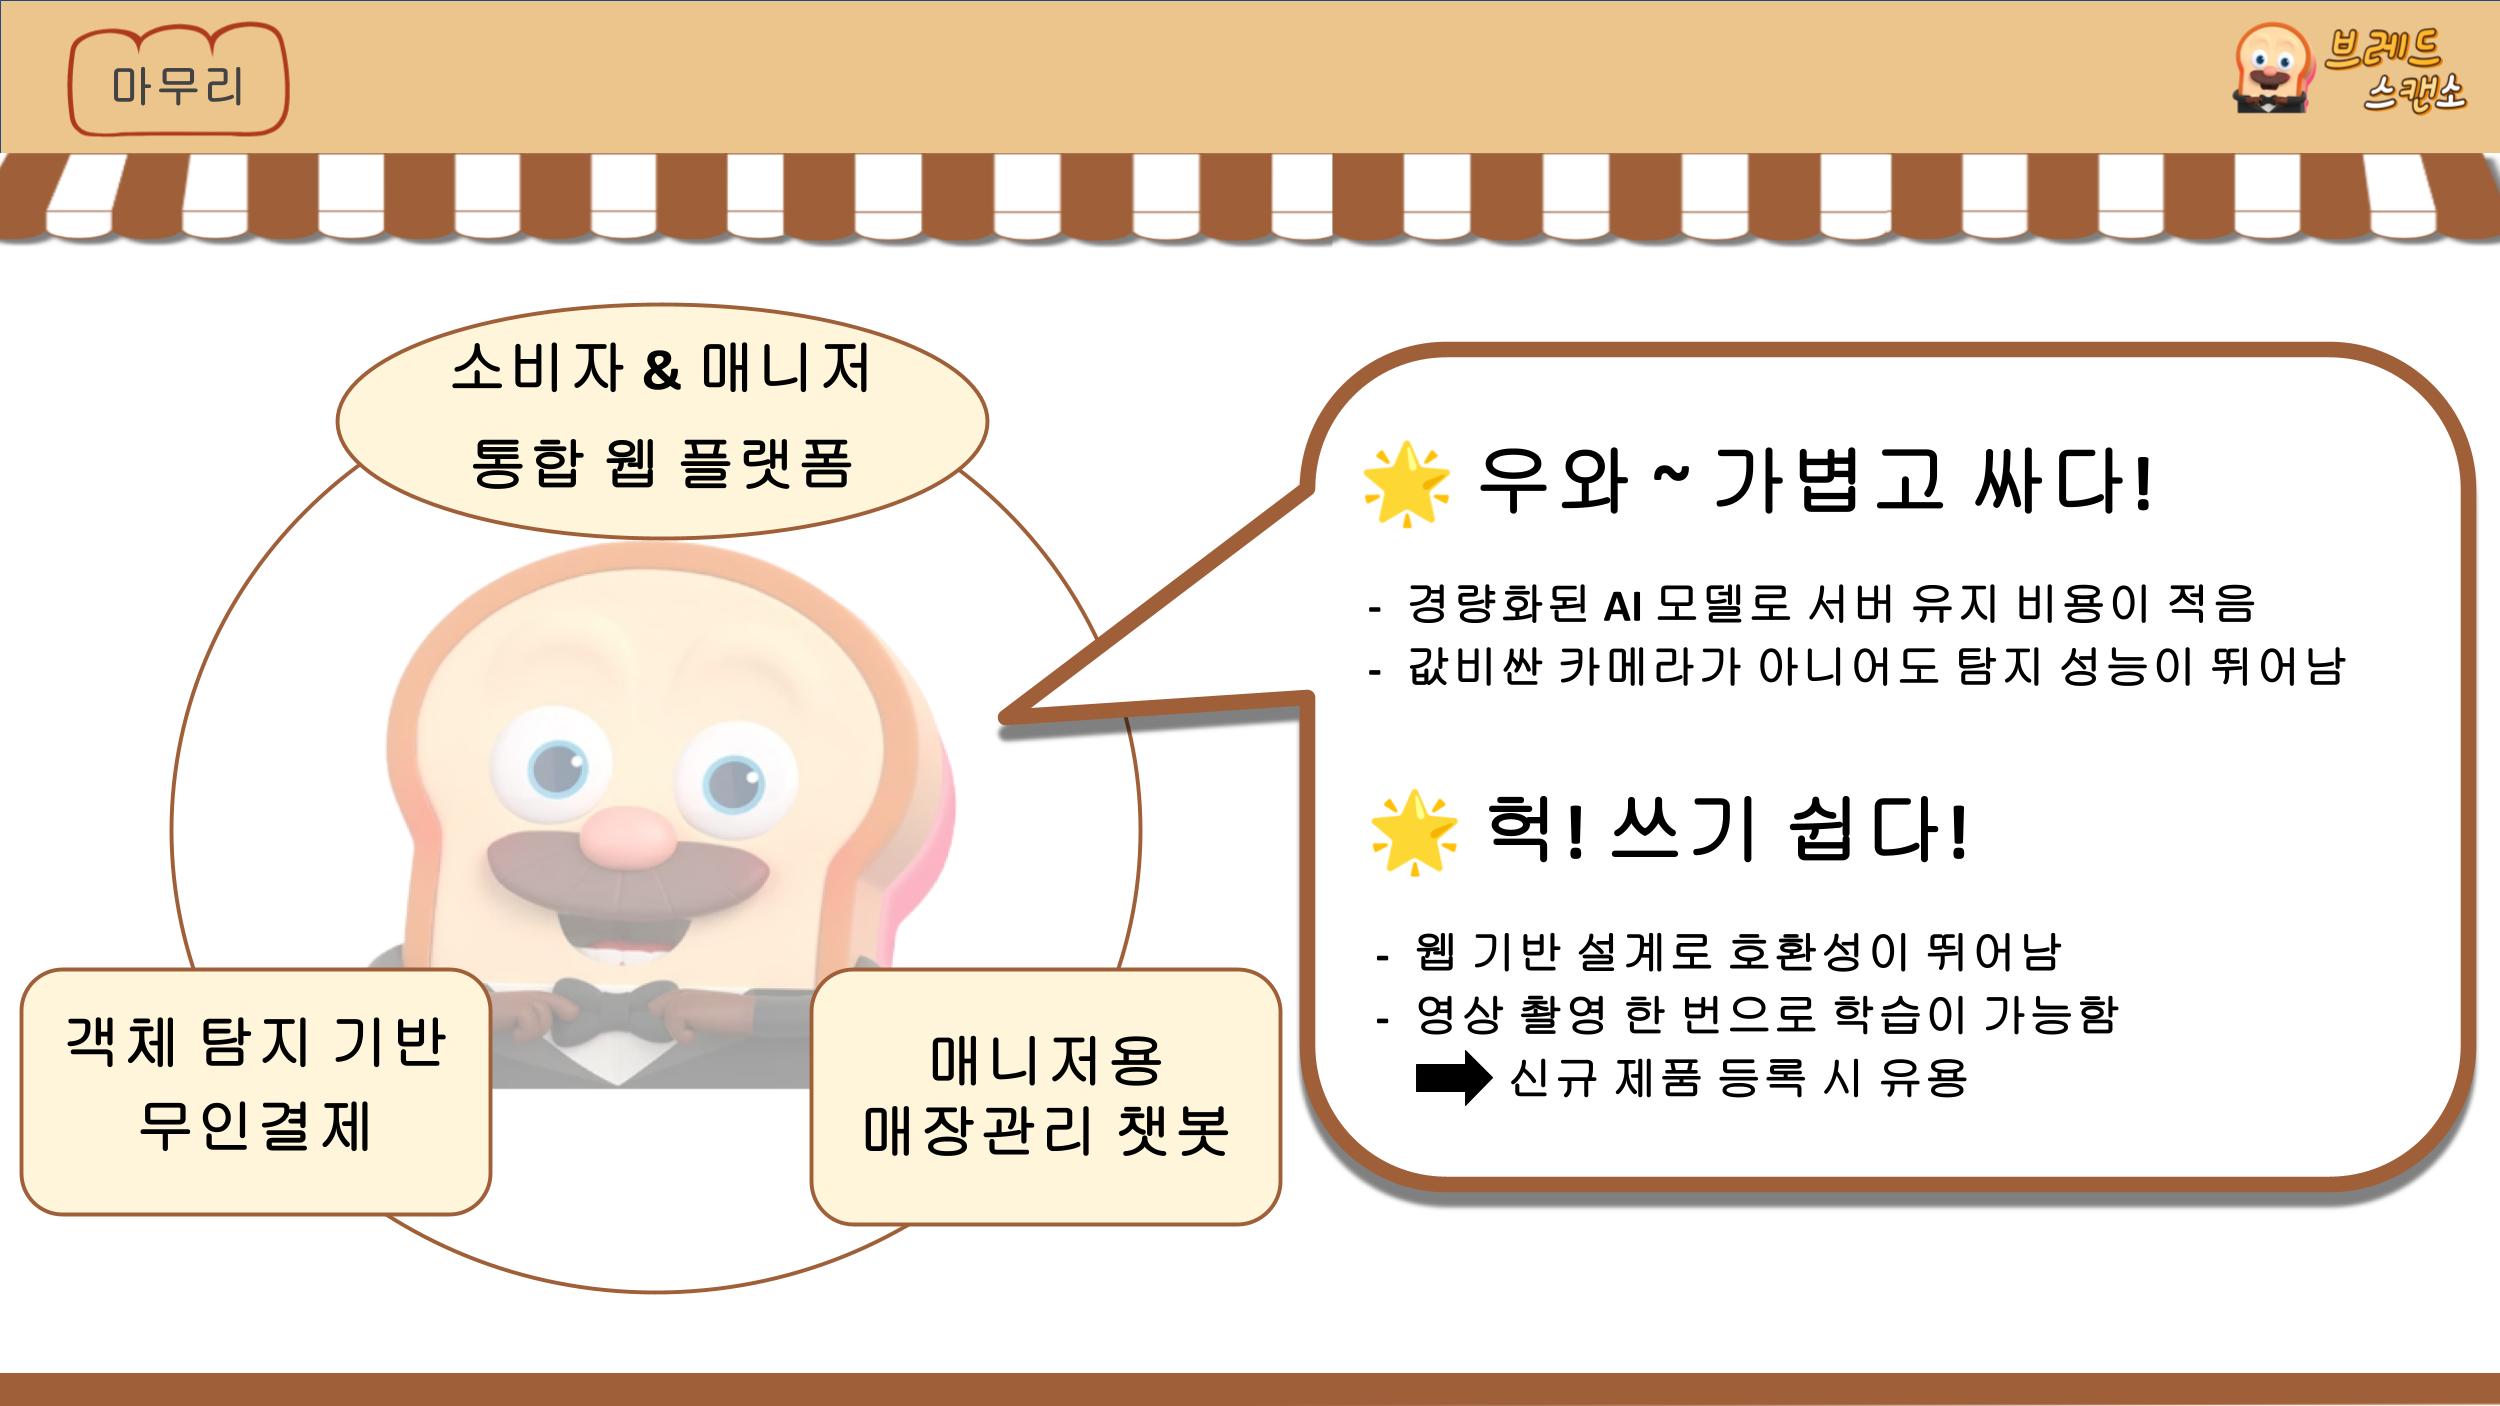 마무리
브레드
스캔소
소비자 & 매니저
통합 웹 플랫폼
객체 탐지 기반
무인결제
매니저용
매장관리 챗봇
🌟 우와 ~ 가볍고 싸다!
- 경량화된 AI 모델로 서버 유지 비용이 적음
- 값비싼 카메라가 아니어도 탐지 성능이 뛰어남
🌟 헉! 쓰기 쉽다!
- 웹 기반 설계로 호환성이 뛰어남
- 영상 촬영 한 번으로 학습이 가능함
신규 제품 등록 시 유용